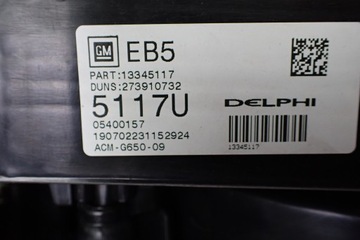 GM EB5
PART:13345117
DUNS:273910732
5117U DELPHI
05400157
190702231152924
ACM-G650-09 13345117